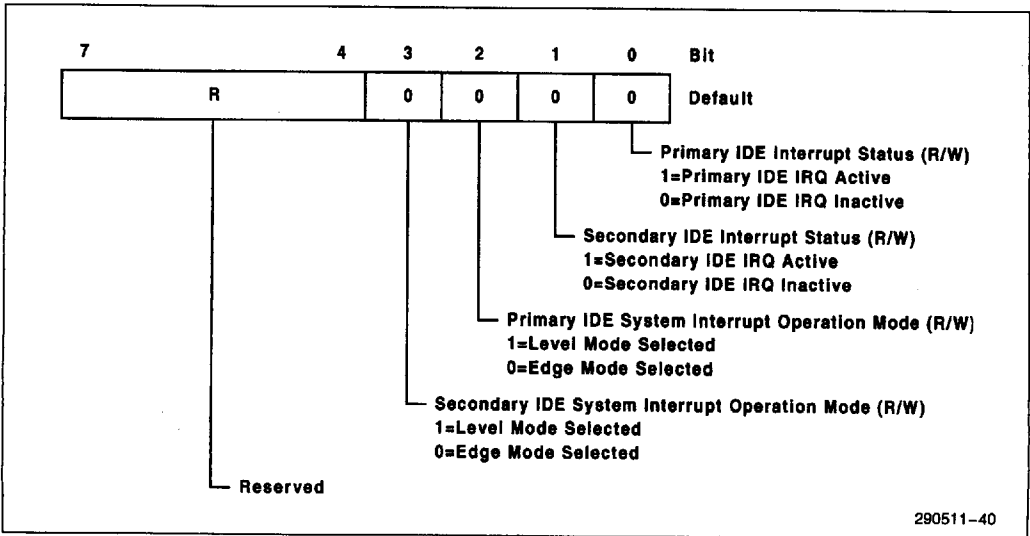 7 4 3 2 1 0 Bit
R 0 0 0 0 Default
Primary IDE Interrupt Status (R/W)
1=Primary IDE IRQ Active
0=Primary IDE IRQ Inactive
Secondary IDE Interrupt Status (R/W)
1=Secondary IDE IRQ Active
0=Secondary IDE IRQ Inactive
Primary IDE System Interrupt Operation Mode (R/W)
1=Level Mode Selected
0=Edge Mode Selected
Secondary IDE System Interrupt Operation Mode (R/W)
1=Level Mode Selected
0=Edge Mode Selected
Reserved
290511-40